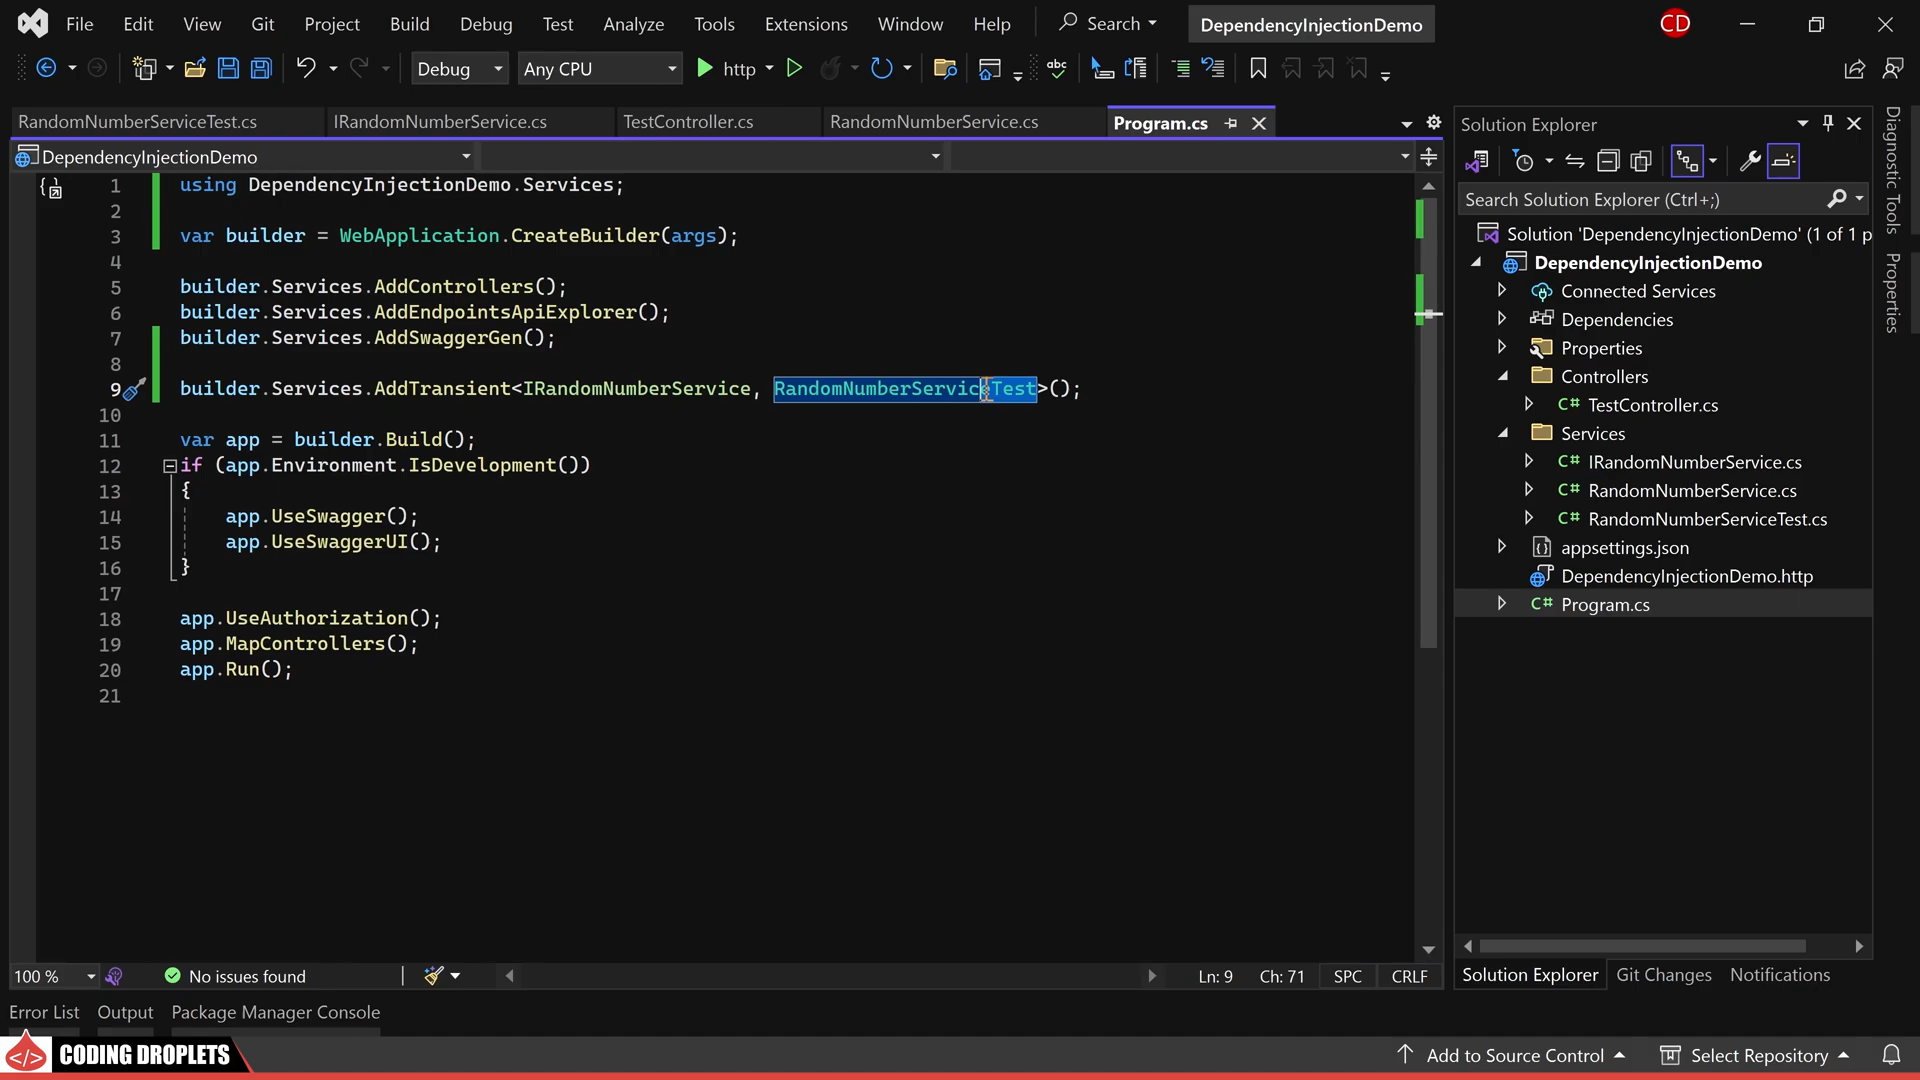 File Edit View Git Project Build Debug Test Analyze Tools Extensions Window Help Search DependencyInjectionDemo CD
Debug Any CPU http
RandomNumberServiceTest.cs IRandomNumberService.cs TestController.cs RandomNumberService.cs Program.cs
DependencyInjectionDemo
1 using DependencyInjectionDemo.Services;
2
3 var builder = WebApplication.CreateBuilder(args);
4
5 builder.Services.AddControllers();
6 builder.Services.AddEndpointsApiExplorer();
7 builder.Services.AddSwaggerGen();
8
9 builder.Services.AddTransient<IRandomNumberService, RandomNumberServiceTest>();
10
11 var app = builder.Build();
12 if (app.Environment.IsDevelopment())
13 {
14 app.UseSwagger();
15 app.UseSwaggerUI();
16 }
17
18 app.UseAuthorization();
19 app.MapControllers();
20 app.Run();
21
100 % No issues found Ln: 9 Ch: 71 SPC CRLF
Solution Explorer
Search Solution Explorer (Ctrl+;)
Solution 'DependencyInjectionDemo' (1 of 1 p
DependencyInjectionDemo
Connected Services
Dependencies
Properties
Controllers
C# TestController.cs
Services
C# IRandomNumberService.cs
C# RandomNumberService.cs
C# RandomNumberServiceTest.cs
appsettings.json
DependencyInjectionDemo.http
C# Program.cs
Solution Explorer Git Changes Notifications
Diagnostic Tools
Properties
Error List Output Package Manager Console
</> CODING DROPLETS
Add to Source Control Select Repository